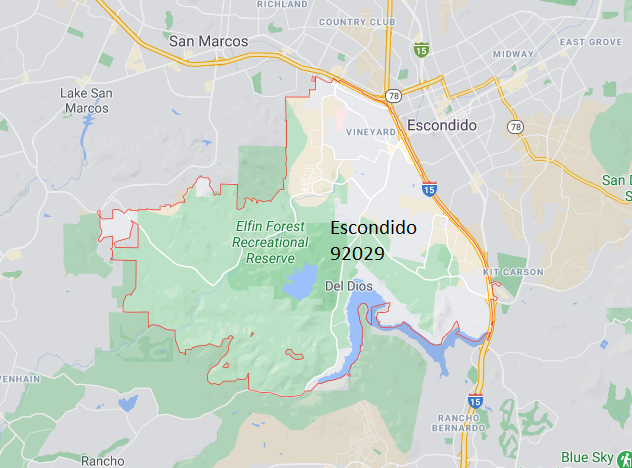 RICHLAND
COUNTRY CLUB
San Marcos
15
EAST GROVE
MIDWAY
Lake San
Marcos
78
VINEYARD
Escondido
78
San D
S
15
Elfin Forest
Recreational
Reserve
Escondido
92029
KIT CARSON
Del Dios
VENHAIN
15
RANCHO
BERNARDO
Rancho
Blue Sky